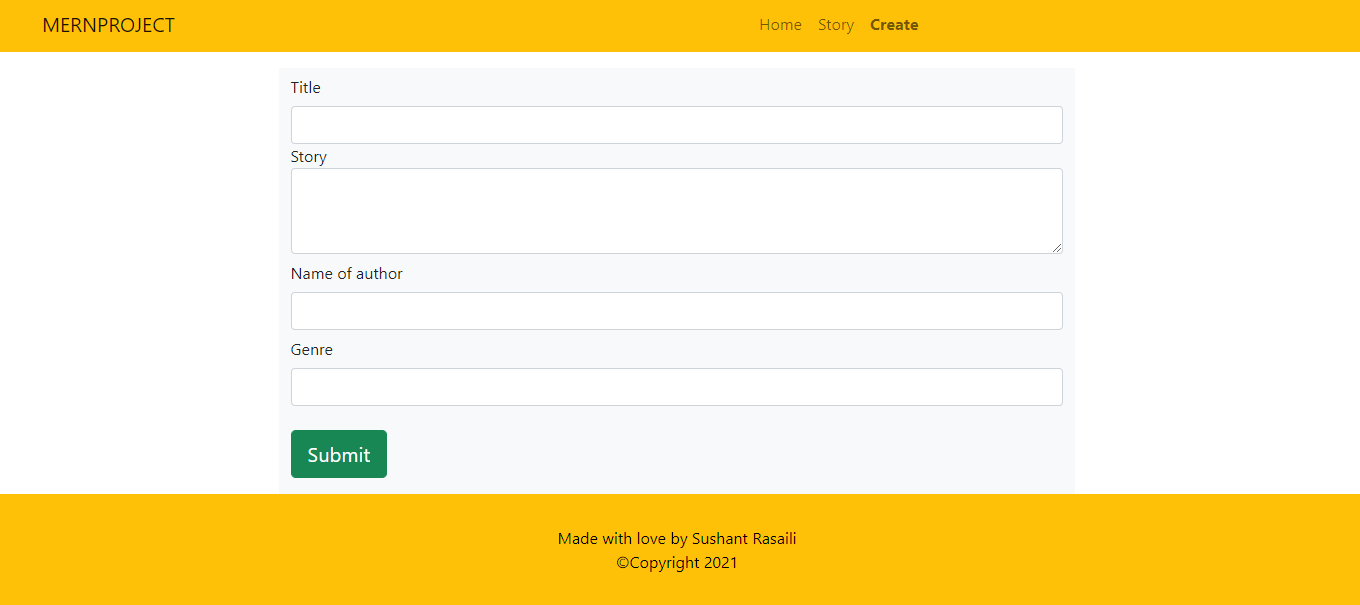 MERNPROJECT Home Story Create
Title
Story
Name of author
Genre
Submit
Made with love by Sushant Rasaili
©Copyright 2021